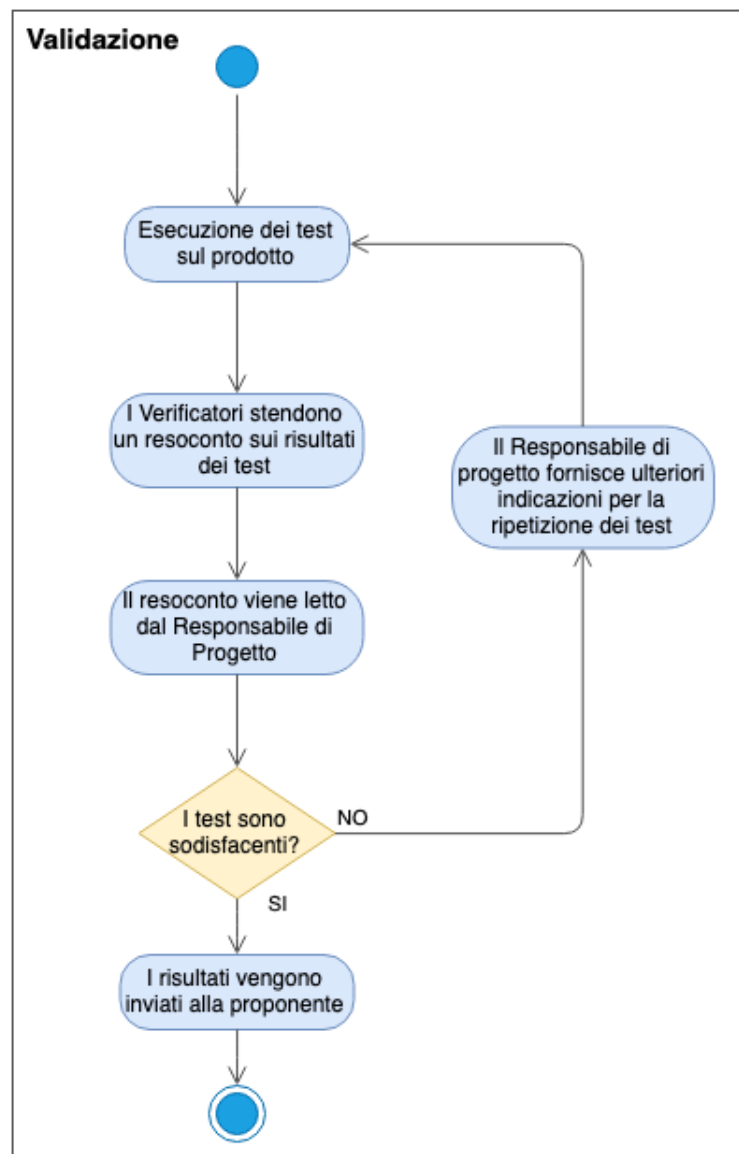 Validazione
Esecuzione dei test
sul prodotto
I Verificatori stendono
un resoconto sui risultati
dei test
Il Responsabile di
progetto fornisce ulteriori
indicazioni per la
ripetizione dei test
Il resoconto viene letto
dal Responsabile di
Progetto
I test sono
sodisfacenti?
NO
SI
I risultati vengono
inviati alla proponente